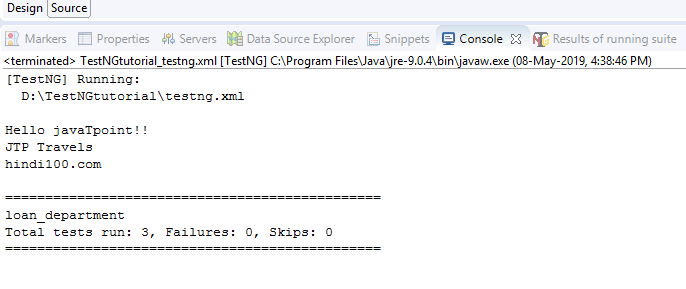 Design Source
Markers Properties Servers Data Source Explorer Snippets Console Results of running suite
<terminated> TestNGtutorial_testng.xml [TestNG] C:\Program Files\Java\jre-9.0.4\bin\javaw.exe (08-May-2019, 4:38:46 PM)
[TestNG] Running:
D:\TestNGtutorial\testng.xml
Hello javaTpoint!!
JTP Travels
hindi100.com
===============================================
loan_department
Total tests run: 3, Failures: 0, Skips: 0
===============================================